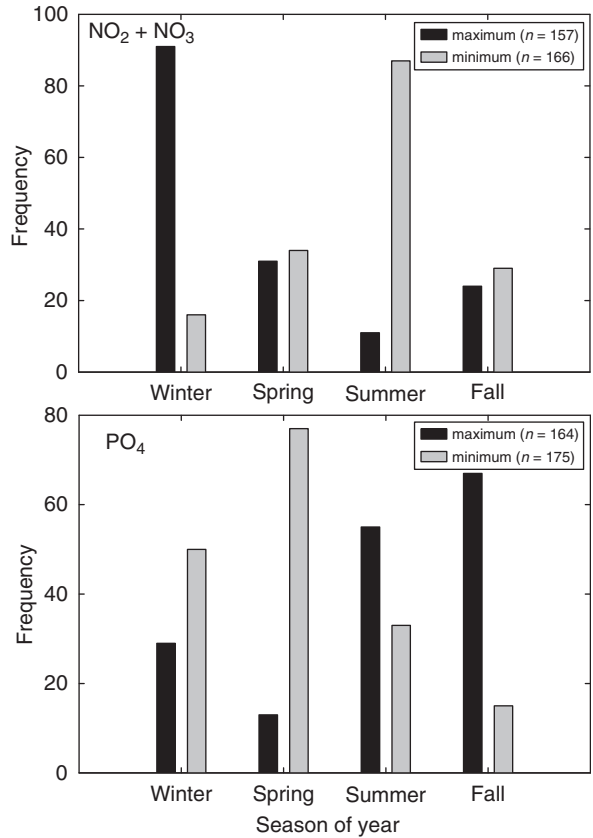 100
NO2 + NO3
maximum (n = 157)
minimum (n = 166)
80
60
Frequency
40
20
0
Winter Spring Summer Fall
80
PO4
maximum (n = 164)
minimum (n = 175)
60
40
Frequency
20
0
Winter Spring Summer Fall
Season of year